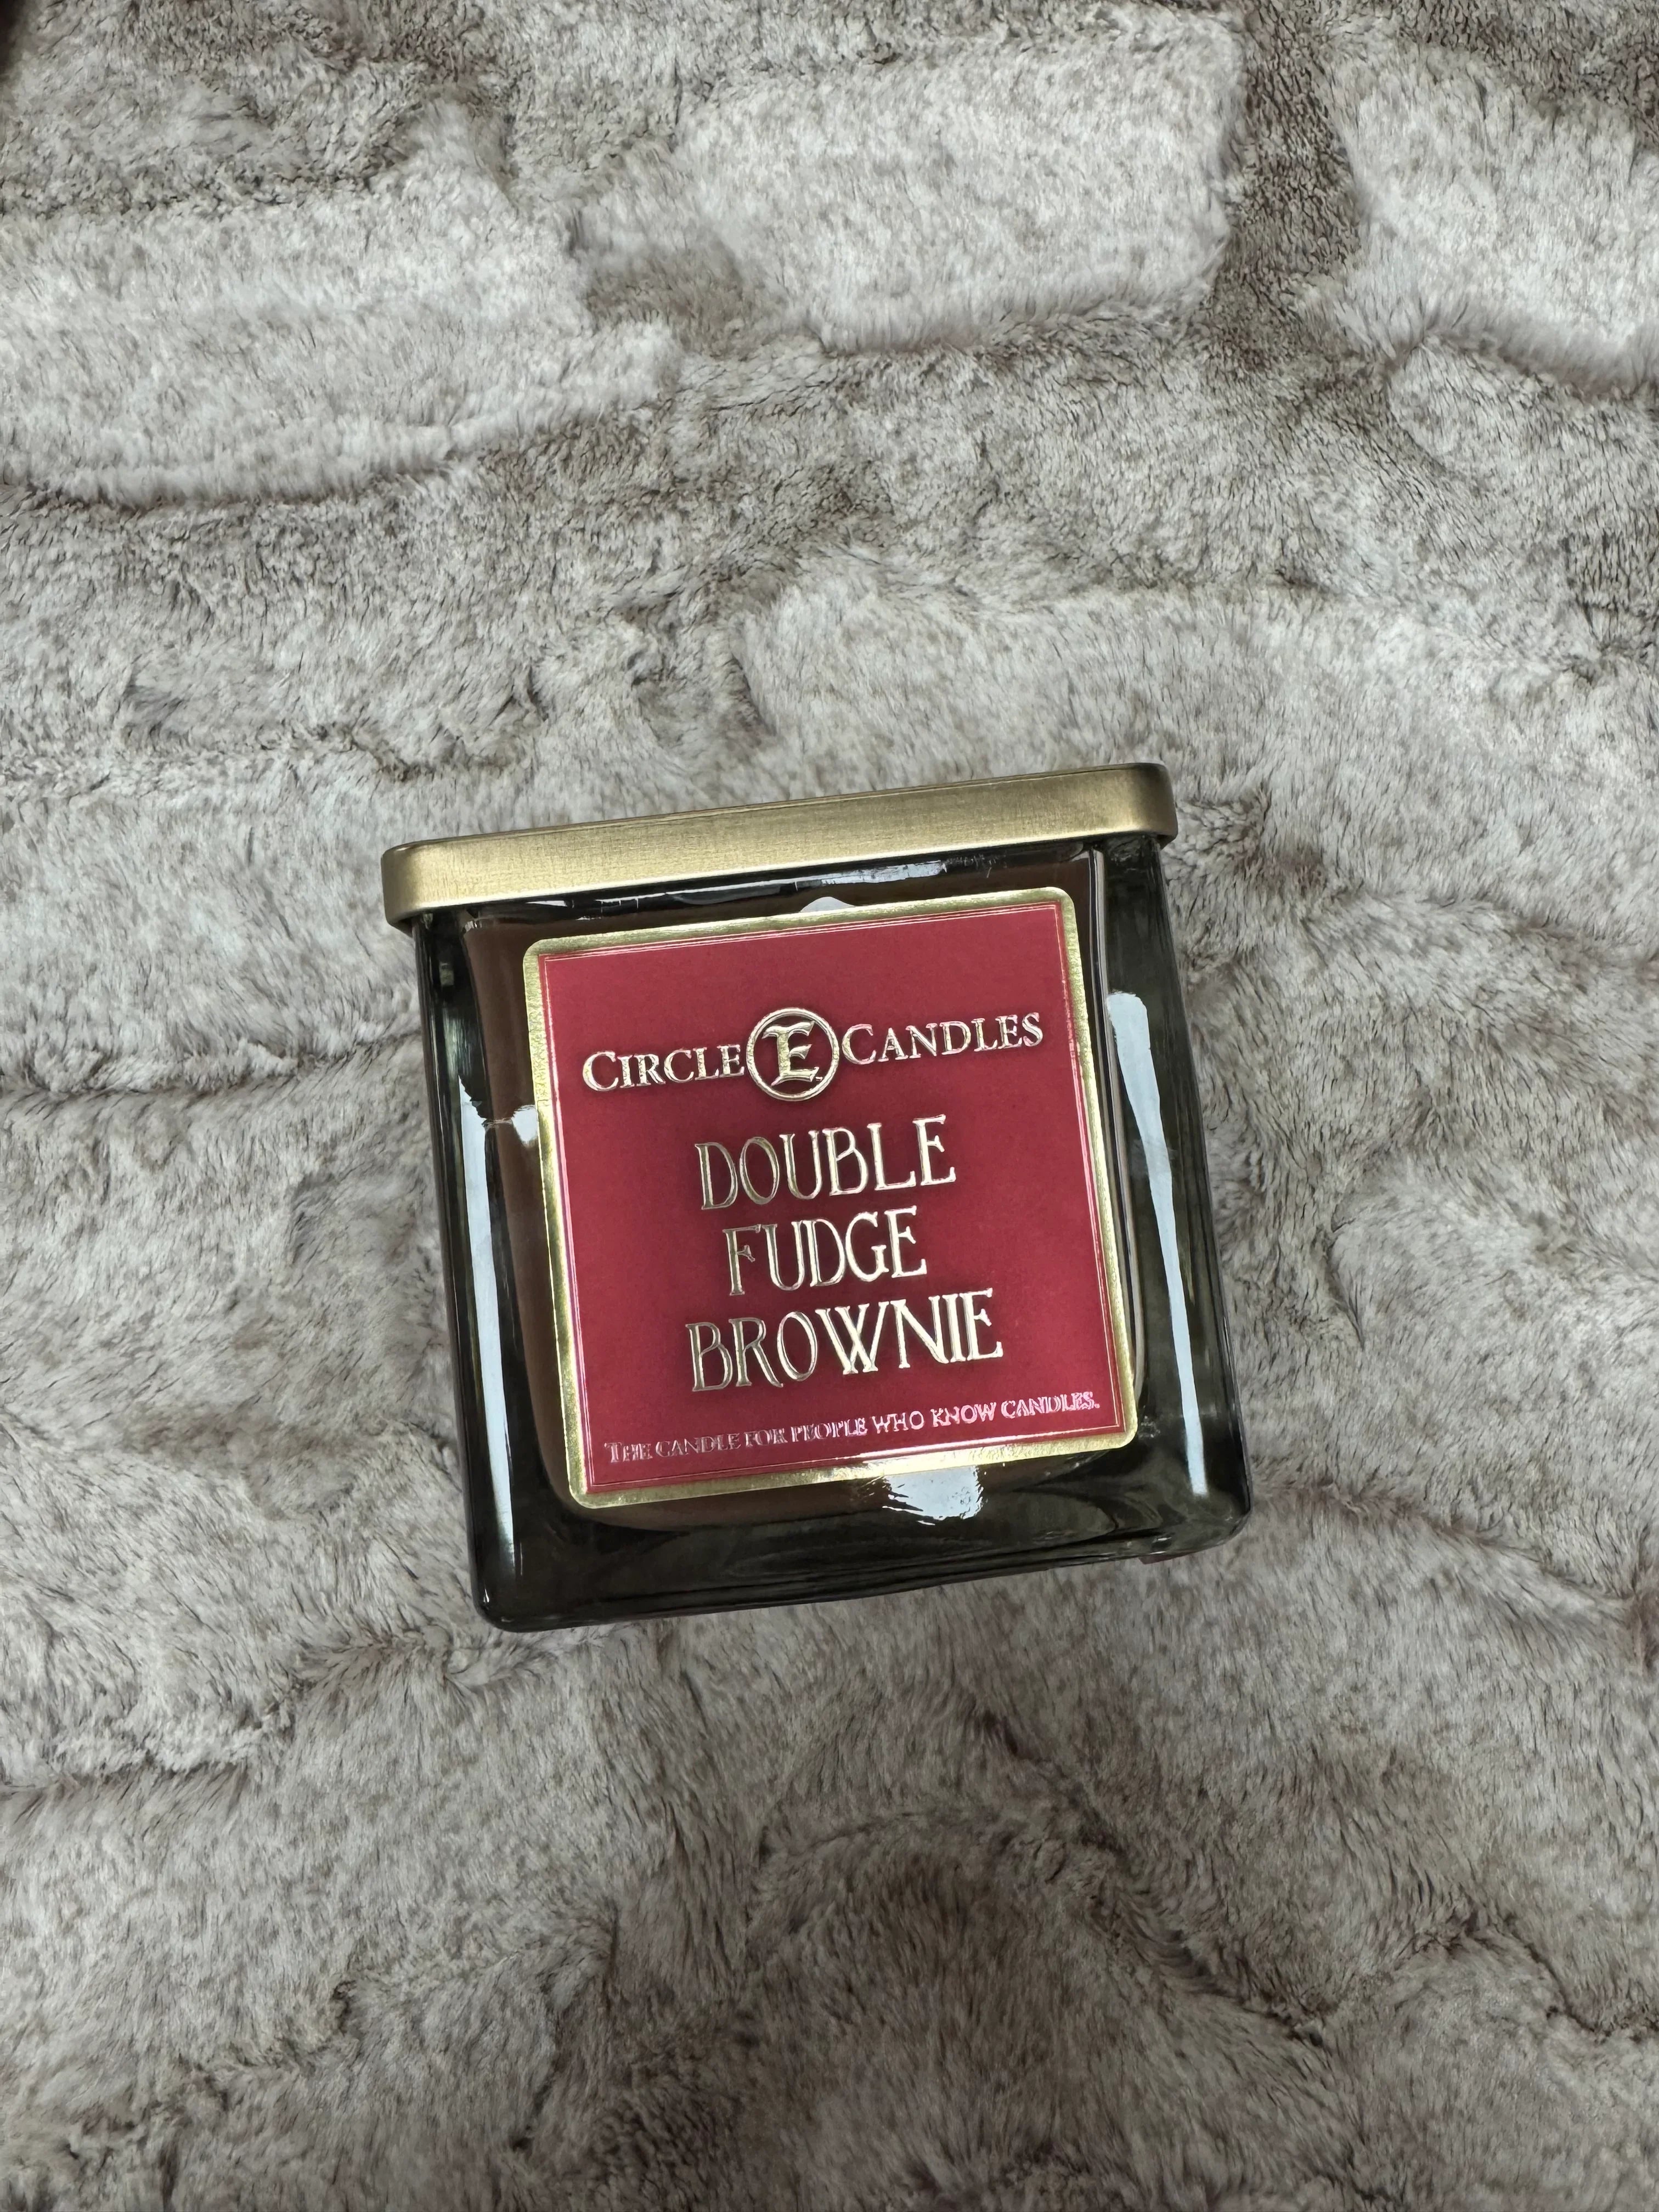 CIRCLE E CANDLES
DOUBLE
FUDGE
BROWNIE
THE CANDLE FOR PEOPLE WHO KNOW CANDLES.